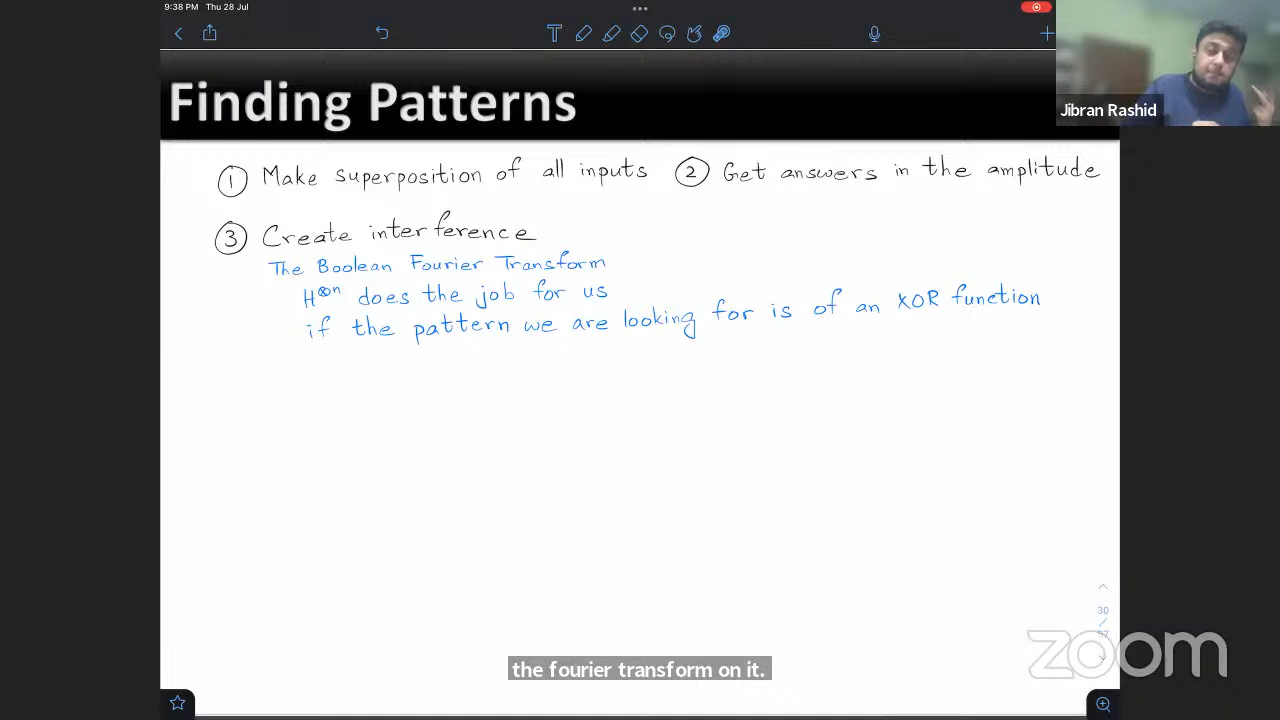 9:38 PM Thu 28 Jul
Finding Patterns
Jibran Rashid
① Make superposition of all inputs ② Get answers in the amplitude
③ Create interference
The Boolean Fourier Transform
H⊗n does the job for us
if the pattern we are looking for is of an XOR function
30
/
zoom
the fourier transform on it.